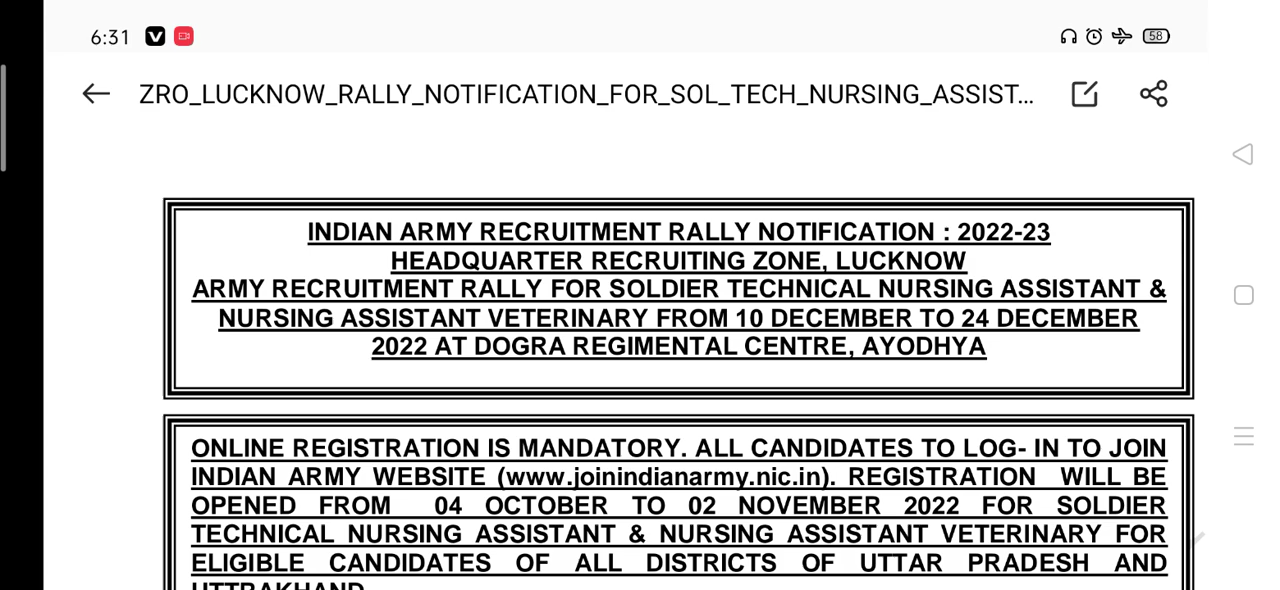 6:31
58
ZRO_LUCKNOW_RALLY_NOTIFICATION_FOR_SOL_TECH_NURSING_ASSIST...
INDIAN ARMY RECRUITMENT RALLY NOTIFICATION : 2022-23
HEADQUARTER RECRUITING ZONE, LUCKNOW
ARMY RECRUITMENT RALLY FOR SOLDIER TECHNICAL NURSING ASSISTANT &
NURSING ASSISTANT VETERINARY FROM 10 DECEMBER TO 24 DECEMBER
2022 AT DOGRA REGIMENTAL CENTRE, AYODHYA
ONLINE REGISTRATION IS MANDATORY. ALL CANDIDATES TO LOG- IN TO JOIN
INDIAN ARMY WEBSITE (www.joinindianarmy.nic.in). REGISTRATION WILL BE
OPENED FROM 04 OCTOBER TO 02 NOVEMBER 2022 FOR SOLDIER
TECHNICAL NURSING ASSISTANT & NURSING ASSISTANT VETERINARY FOR
ELIGIBLE CANDIDATES OF ALL DISTRICTS OF UTTAR PRADESH AND
UTTRAKHAND